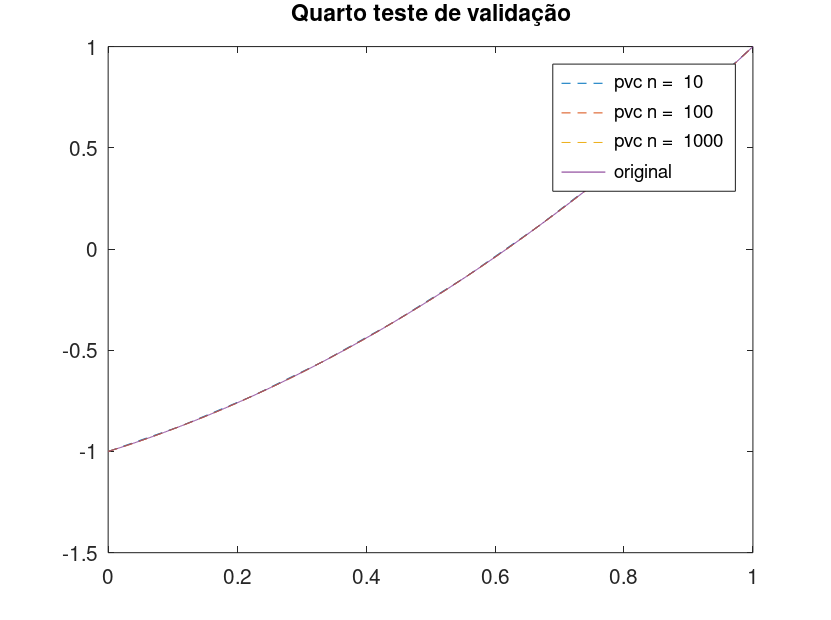 Quarto teste de validação
1
0.5
0
-0.5
-1
-1.5
pvc n =  10
pvc n =  100
pvc n =  1000
original
0 0.2 0.4 0.6 0.8 1